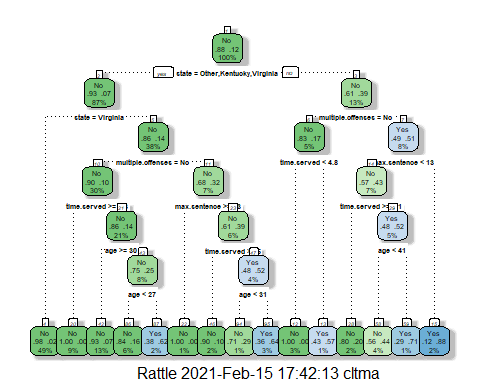 No
.88 .12
100%
yes state = Other,Kentucky,Virginia no
No
.93 .07
87%
No
.61 .39
13%
state = Virginia
multiple.offenses = No
No
.86 .14
38%
No
.83 .17
5%
Yes
.49 .51
8%
multiple.offenses = No
time.served < 4.8
max.sentence < 13
No
.90 .10
30%
No
.68 .32
7%
No
.57 .43
7%
time.served >=
max.sentence >=
time.served >=
No
.86 .14
21%
No
.61 .39
6%
Yes
.48 .52
5%
age >= 30
time.served
age < 41
No
.75 .25
8%
Yes
.48 .52
4%
age < 27
age < 31
No No No No Yes No No No Yes No Yes No No Yes Yes
.98 .02 1.00 .00 .93 .07 .84 .16 .38 .62 1.00 .00 .90 .10 .71 .29 .36 .64 1.00 .00 .43 .57 .80 .20 .56 .44 .29 .71 .12 .88
49% 9% 13% 6% 2% 1% 2% 1% 3% 3% 1% 2% 4% 1% 2%
Rattle 2021-Feb-15 17:42:13 cltma